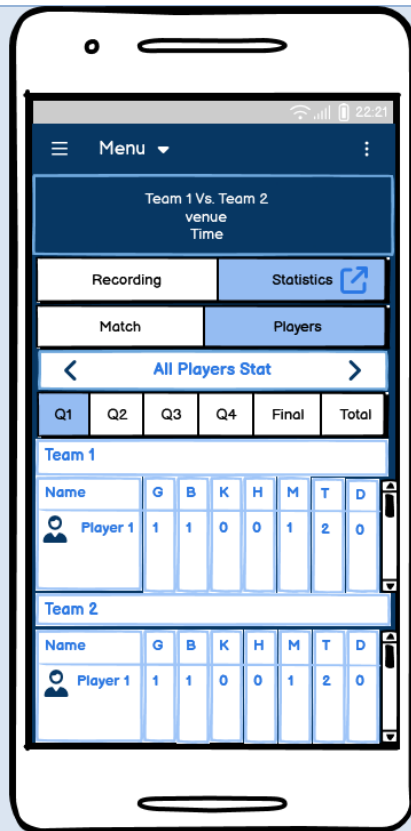 22:21
Menu
Team 1 Vs. Team 2
venue
Time
Recording Statistics
Match Players
All Players Stat
Q1 Q2 Q3 Q4 Final Total
Team 1
Name G B K H M T D
Player 1 1 1 0 0 1 2 0
Team 2
Name G B K H M T D
Player 1 1 1 0 0 1 2 0